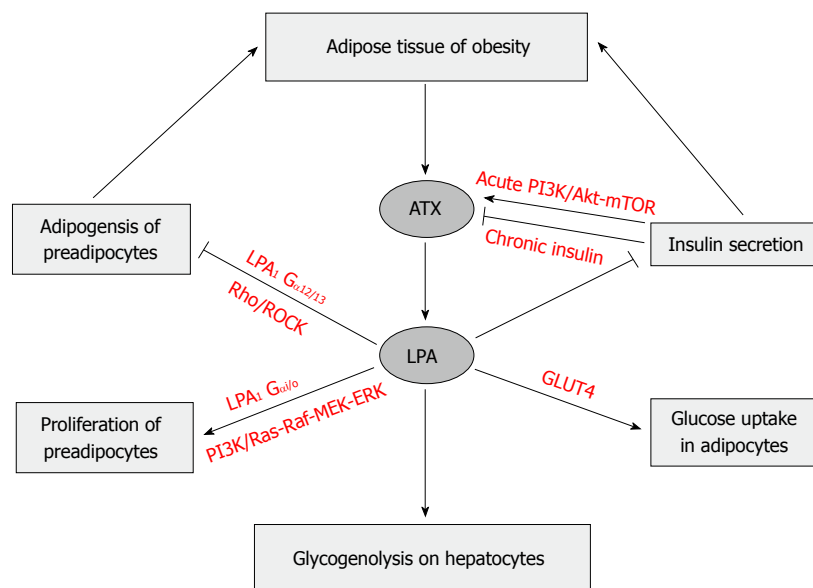 Adipose tissue of obesity
ATX
Acute PI3K/Akt-mTOR
Chronic insulin
Adipogensis of
preadipocytes
Insulin secretion
LPA₁ Gα12/13
Rho/ROCK
LPA
LPA₁ Gαi/o
PI3K/Ras-Raf-MEK-ERK
GLUT4
Proliferation of
preadipocytes
Glucose uptake
in adipocytes
Glycogenolysis on hepatocytes